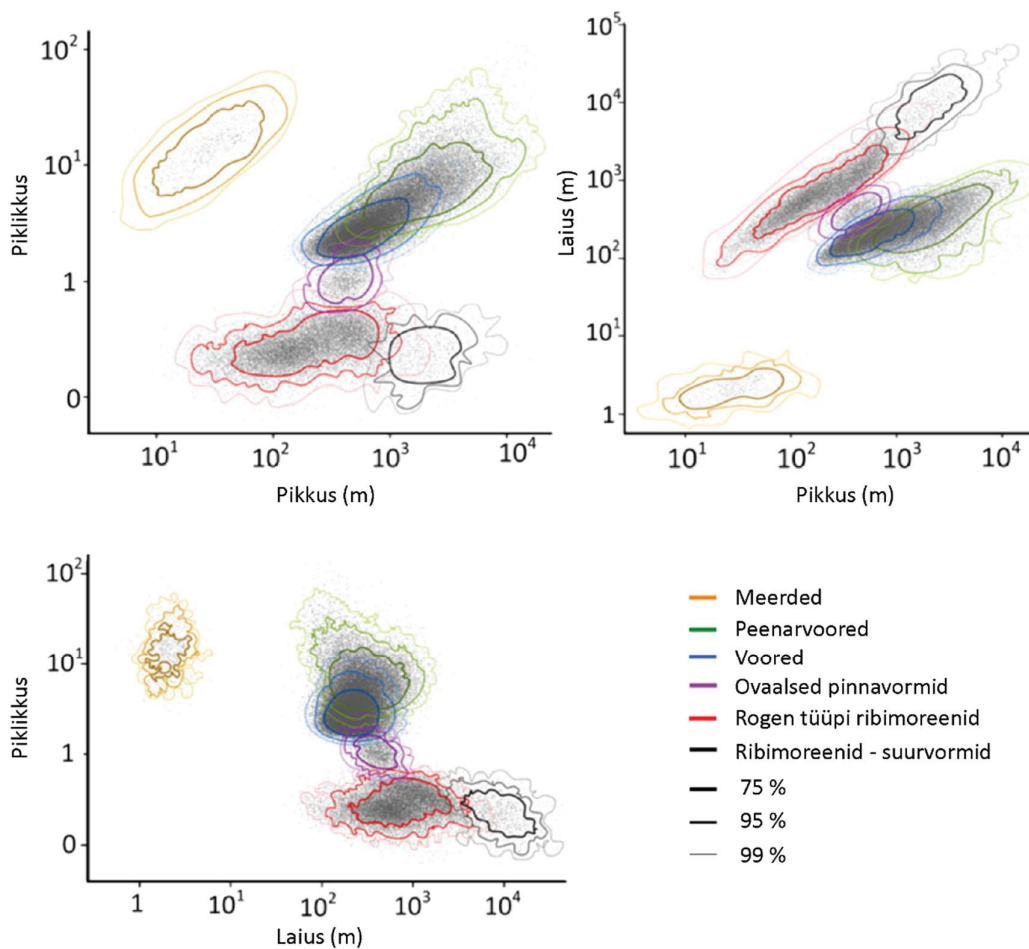 10²
10¹
1
0
Piklikkus
10¹
10²
10³
10⁴
Pikkus (m)
10⁵
10⁴
10³
10²
10¹
1
Laius (m)
10¹
10²
10³
10⁴
Pikkus (m)
10²
10¹
1
0
Piklikkus
1
10¹
10²
10³
10⁴
Laius (m)
Meerded
Peenarvoored
Voored
Ovaalsed pinnavormid
Rogen tüüpi ribimoreenid
Ribimoreenid - suurvormid
75 %
95 %
99 %